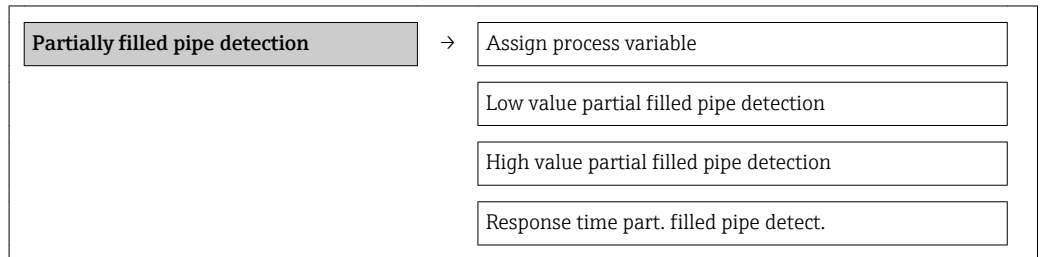 Partially filled pipe detection → Assign process variable
Low value partial filled pipe detection
High value partial filled pipe detection
Response time part. filled pipe detect.